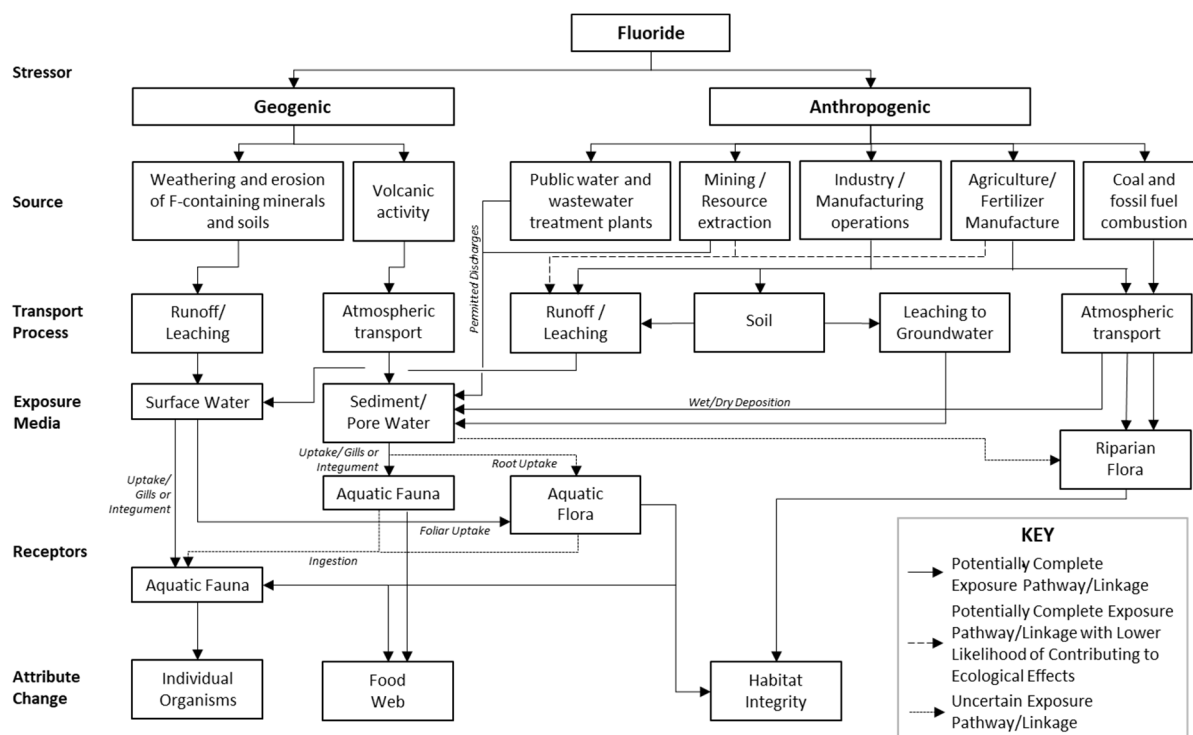 Fluoride
Stressor
Geogenic
Anthropogenic
Source
Weathering and erosion
of F-containing minerals
and soils
Volcanic
activity
Public water and
wastewater
treatment plants
Mining /
Resource
extraction
Industry /
Manufacturing
operations
Agriculture/
Fertilizer
Manufacture
Coal and
fossil fuel
combustion
Permitted Discharges
Transport
Process
Runoff/
Leaching
Atmospheric
transport
Runoff/
Leaching
Soil
Leaching to
Groundwater
Atmospheric
transport
Exposure
Media
Surface Water
Sediment/
Pore Water
Wet/Dry Deposition
Riparian
Flora
Uptake/ Gills or
Integument
Root Uptake
Uptake/
Gills or
Integument
Aquatic Fauna
Aquatic
Flora
Foliar Uptake
Receptors
Ingestion
Aquatic Fauna
Attribute
Change
Individual
Organisms
Food
Web
Habitat
Integrity
KEY
Potentially Complete
Exposure Pathway/Linkage
Potentially Complete Exposure
Pathway/Linkage with Lower
Likelihood of Contributing to
Ecological Effects
Uncertain Exposure
Pathway/Linkage